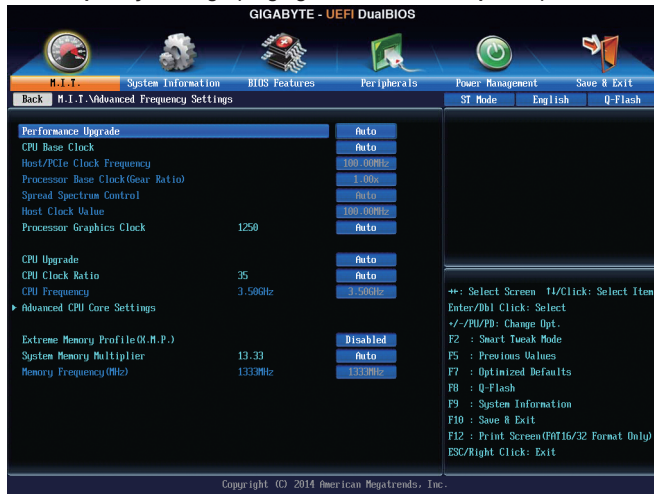 GIGABYTE - UEFI DualBIOS
M.I.T. System Information BIOS Features Peripherals Power Management Save & Exit
Back M.I.T.\Advanced Frequency Settings ST Mode English Q-Flash
Performance Upgrade Auto
CPU Base Clock Auto
Host/PCIe Clock Frequency 100.00MHz
Processor Base Clock(Gear Ratio) 1.00x
Spread Spectrum Control Auto
Host Clock Value 100.00MHz
Processor Graphics Clock 1250 Auto
CPU Upgrade Auto
CPU Clock Ratio 35 Auto
CPU Frequency 3.50GHz 3.50GHz
Advanced CPU Core Settings
Extreme Memory Profile(X.M.P.) Disabled
System Memory Multiplier 13.33 Auto
Memory Frequency(MHz) 1333MHz 1333MHz
→←: Select Screen ↑↓/Click: Select Item
Enter/Dbl Click: Select
+/-/PU/PD: Change Opt.
F2 : Smart Tweak Mode
F5 : Previous Values
F7 : Optimized Defaults
F8 : Q-Flash
F9 : System Information
F10 : Save & Exit
F12 : Print Screen(FAT16/32 Format Only)
ESC/Right Click: Exit
Copyright (C) 2014 American Megatrends, Inc.